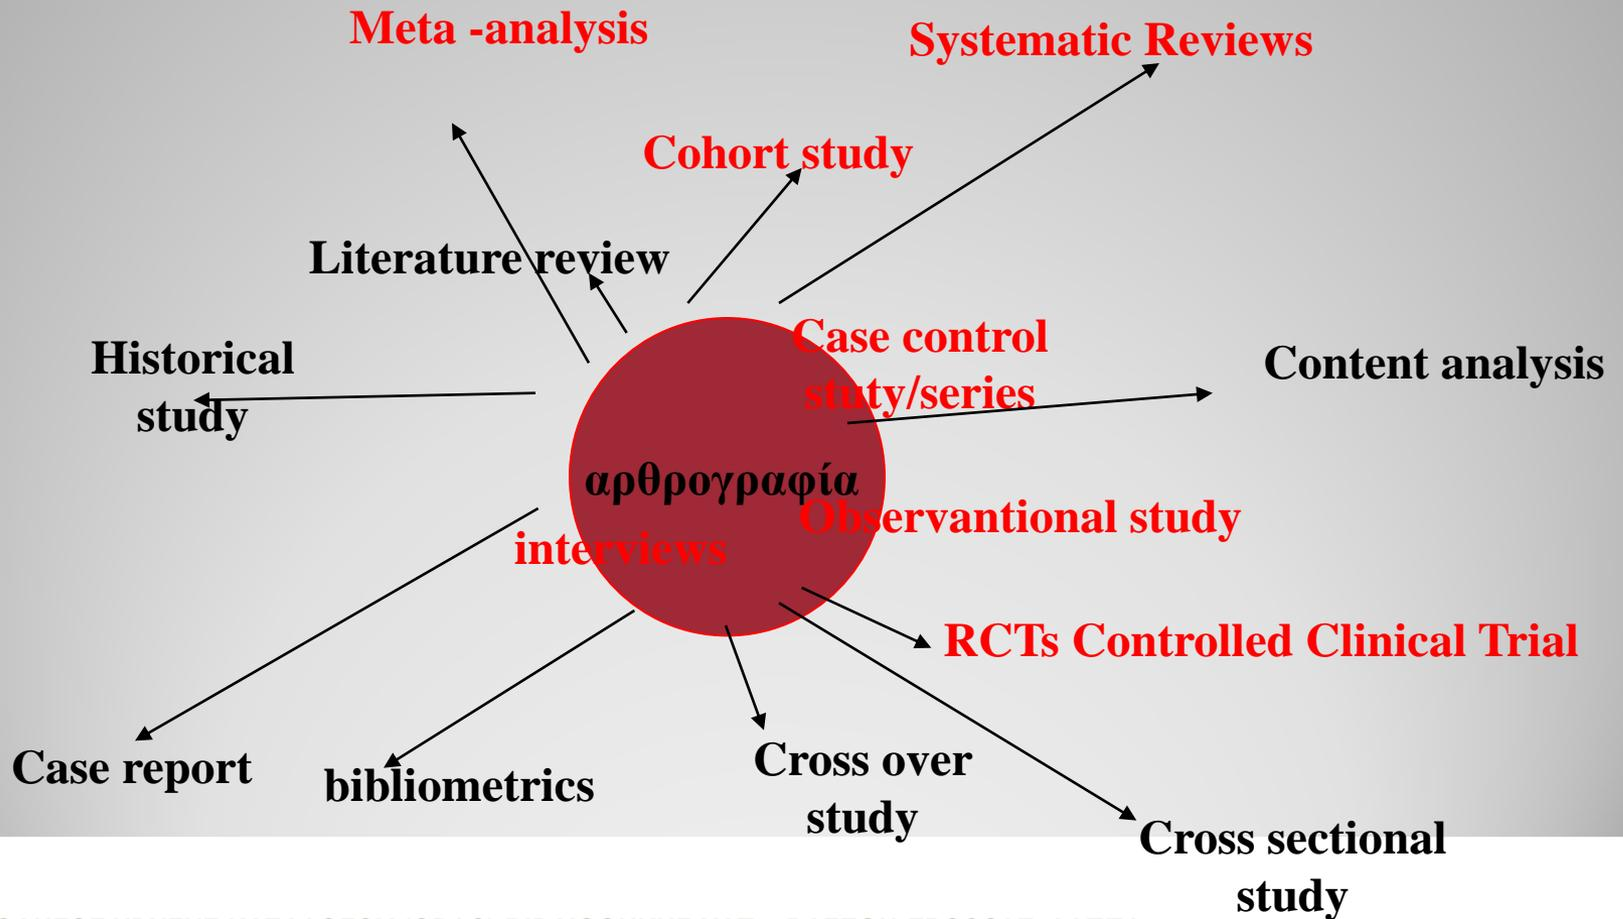 Meta -analysis
Systematic Reviews
Cohort study
Literature review
Historical
study
Case control
stuty/series
Content analysis
αρθρογραφία
Observantional study
interviews
RCTs Controlled Clinical Trial
Case report
bibliometrics
Cross over
study
Cross sectional
study